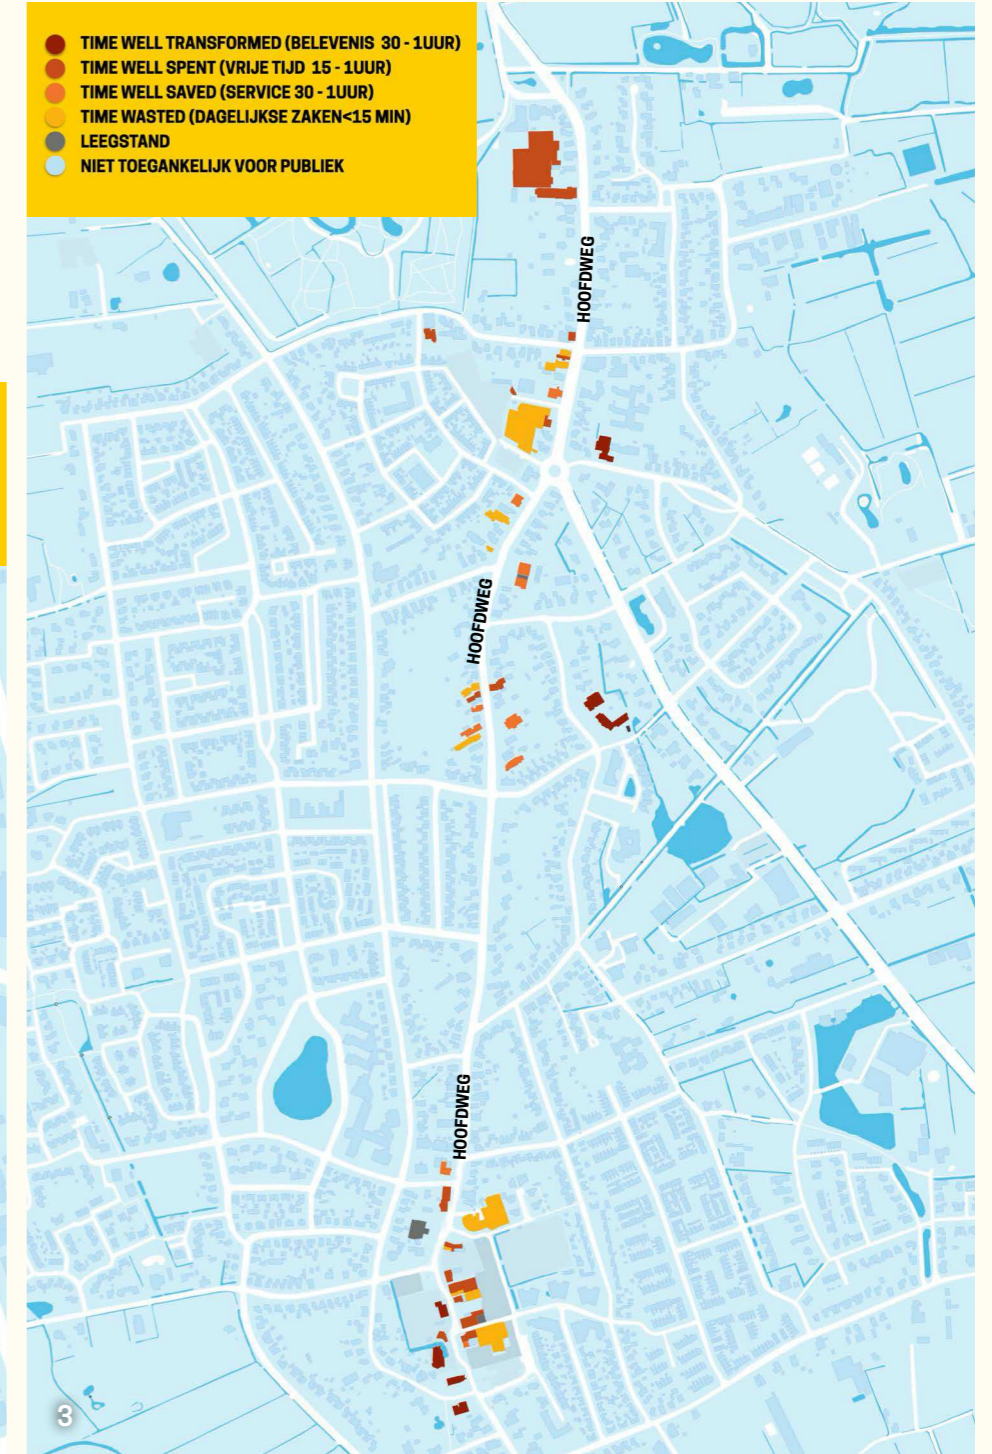 TIME WELL TRANSFORMED (BELEVENIS 30 - 1UUR)
TIME WELL SPENT (VRIJE TIJD 15 - 1UUR)
TIME WELL SAVED (SERVICE 30 - 1UUR)
TIME WASTED (DAGELIJKSE ZAKEN<15 MIN)
LEEGSTAND
NIET TOEGANKELIJK VOOR PUBLIEK
HOOFDWEG
HOOFDWEG
HOOFDWEG
3